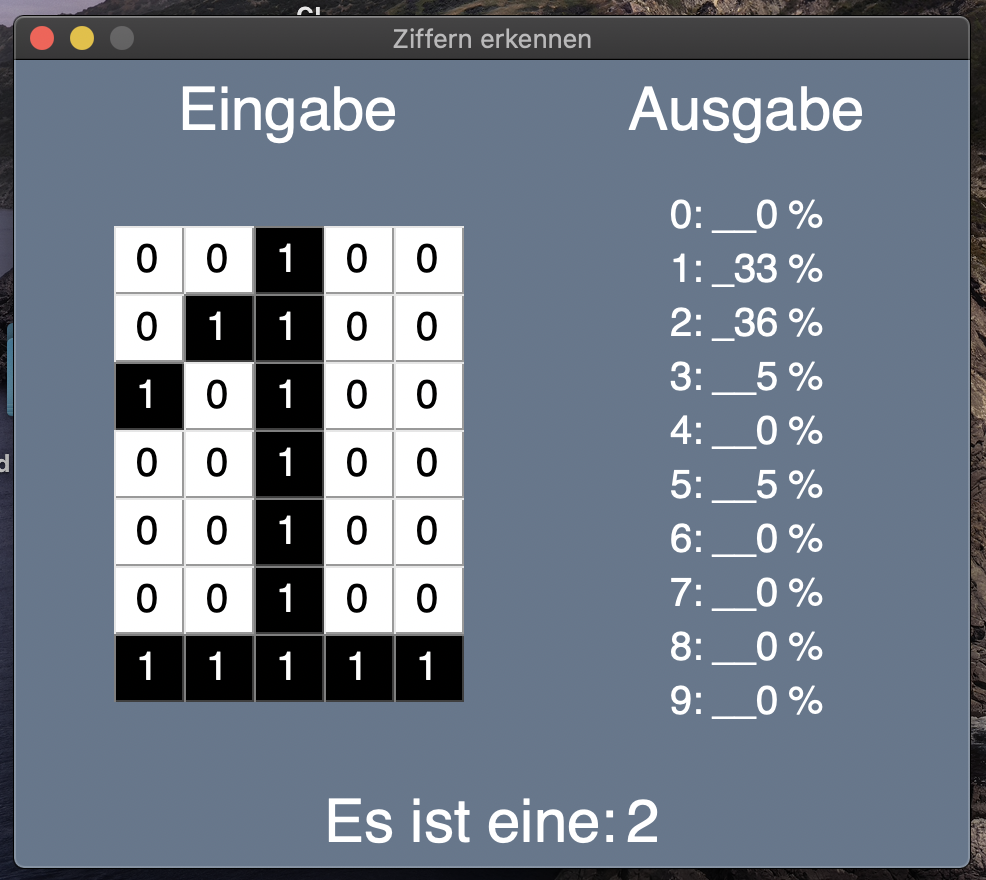 Ziffern erkennen
Eingabe
0 0 1 0 0
0 1 1 0 0
1 0 1 0 0
0 0 1 0 0
0 0 1 0 0
0 0 1 0 0
1 1 1 1 1
Ausgabe
0: __0 %
1: _33 %
2: _36 %
3: __5 %
4: __0 %
5: __5 %
6: __0 %
7: __0 %
8: __0 %
9: __0 %
Es ist eine: 2